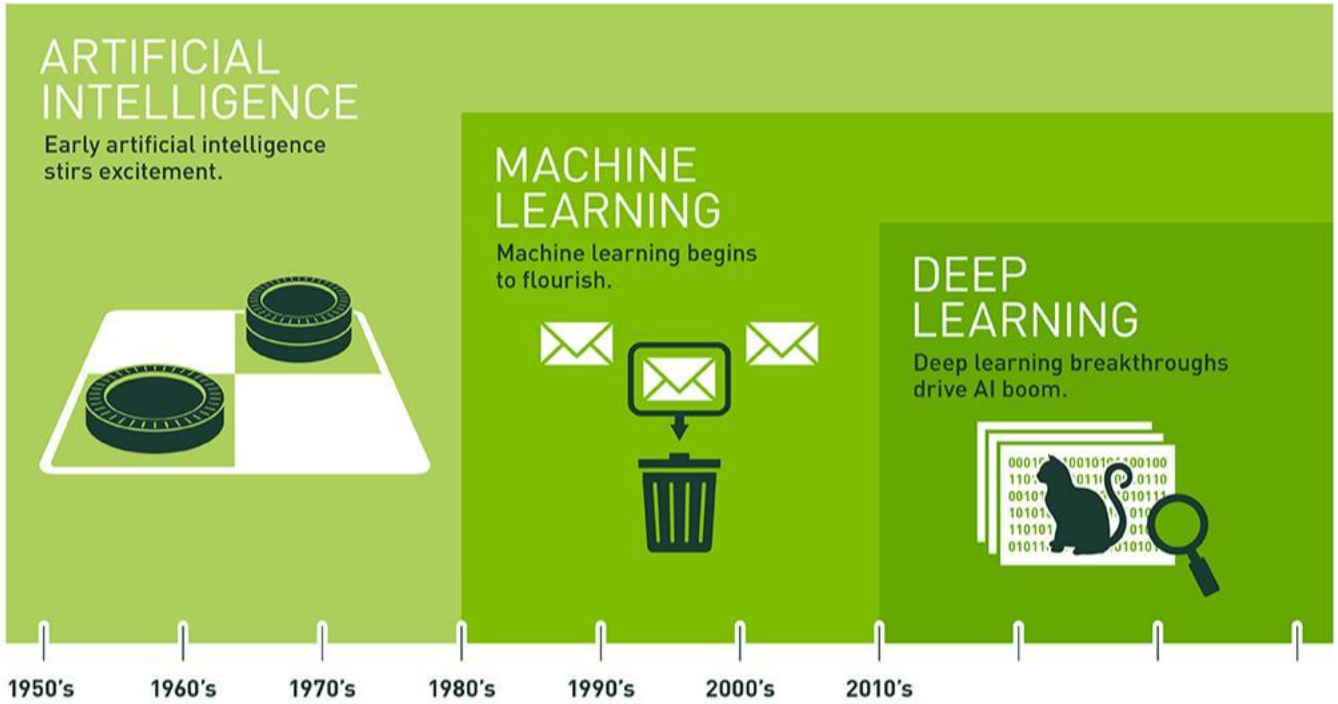 ARTIFICIAL
INTELLIGENCE
Early artificial intelligence
stirs excitement.
MACHINE
LEARNING
Machine learning begins
to flourish.
DEEP
LEARNING
Deep learning breakthroughs
drive AI boom.
1950's
1960's
1970's
1980's
1990's
2000's
2010's